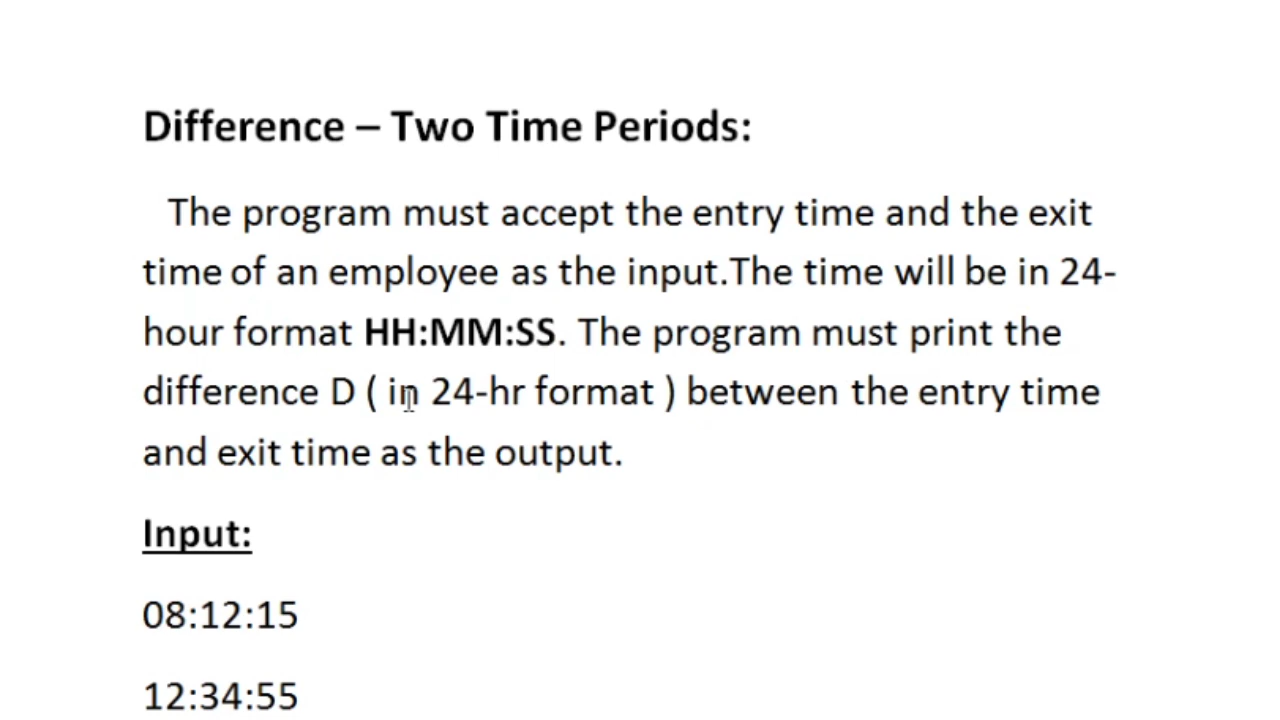 Difference – Two Time Periods:
The program must accept the entry time and the exit
time of an employee as the input.The time will be in 24-
hour format HH:MM:SS. The program must print the
difference D ( in 24-hr format ) between the entry time
and exit time as the output.
Input:
08:12:15
12:34:55